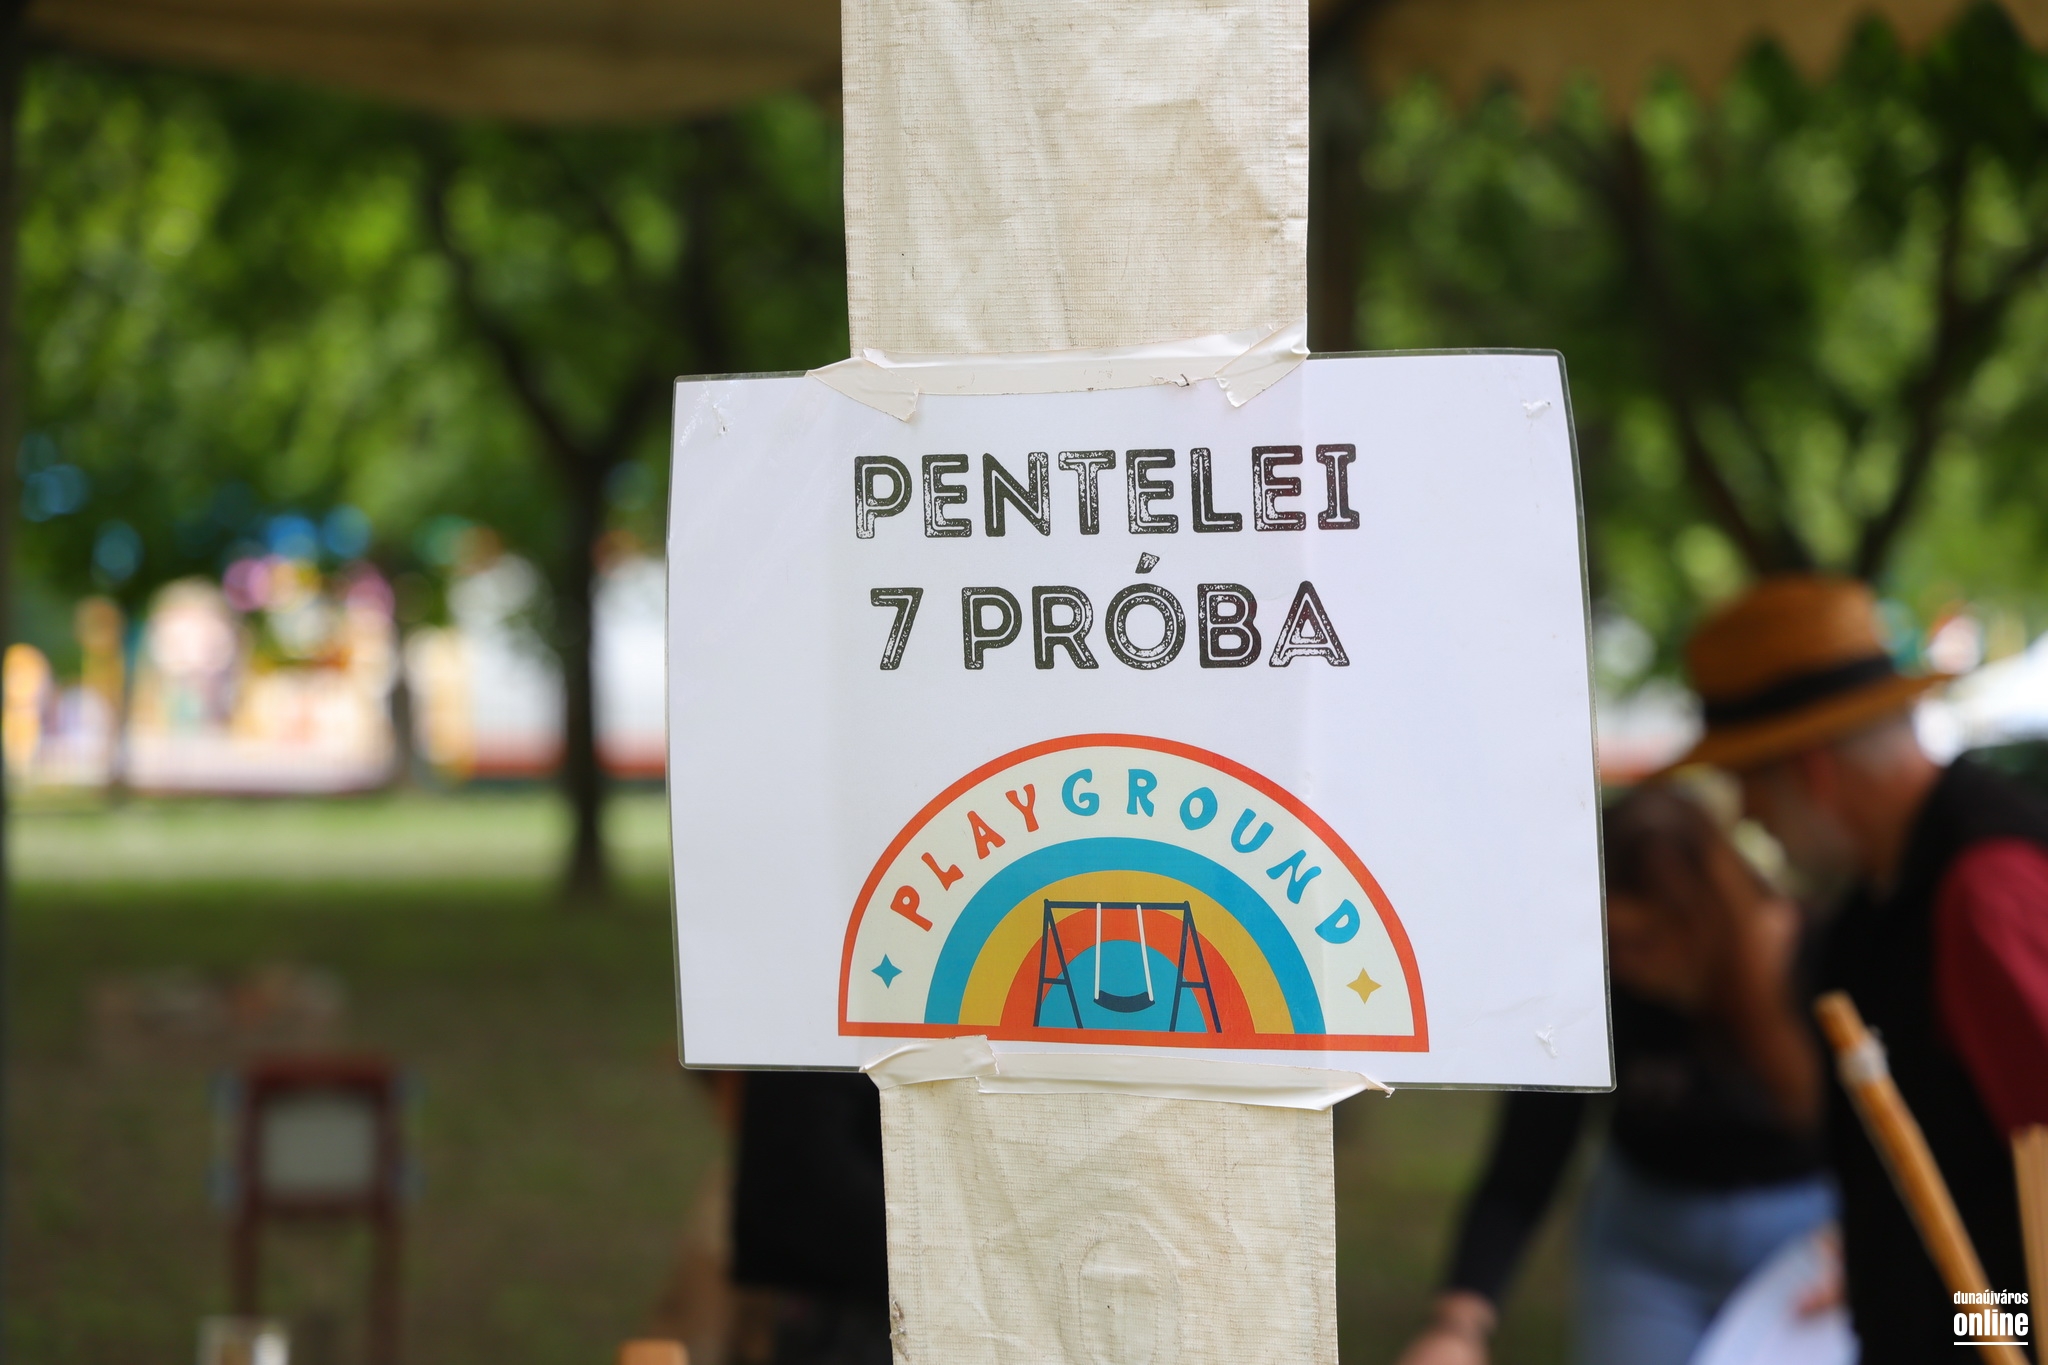 PENTELEI
7 PRÓBA
PLAYGROUND
dunaújváros
online